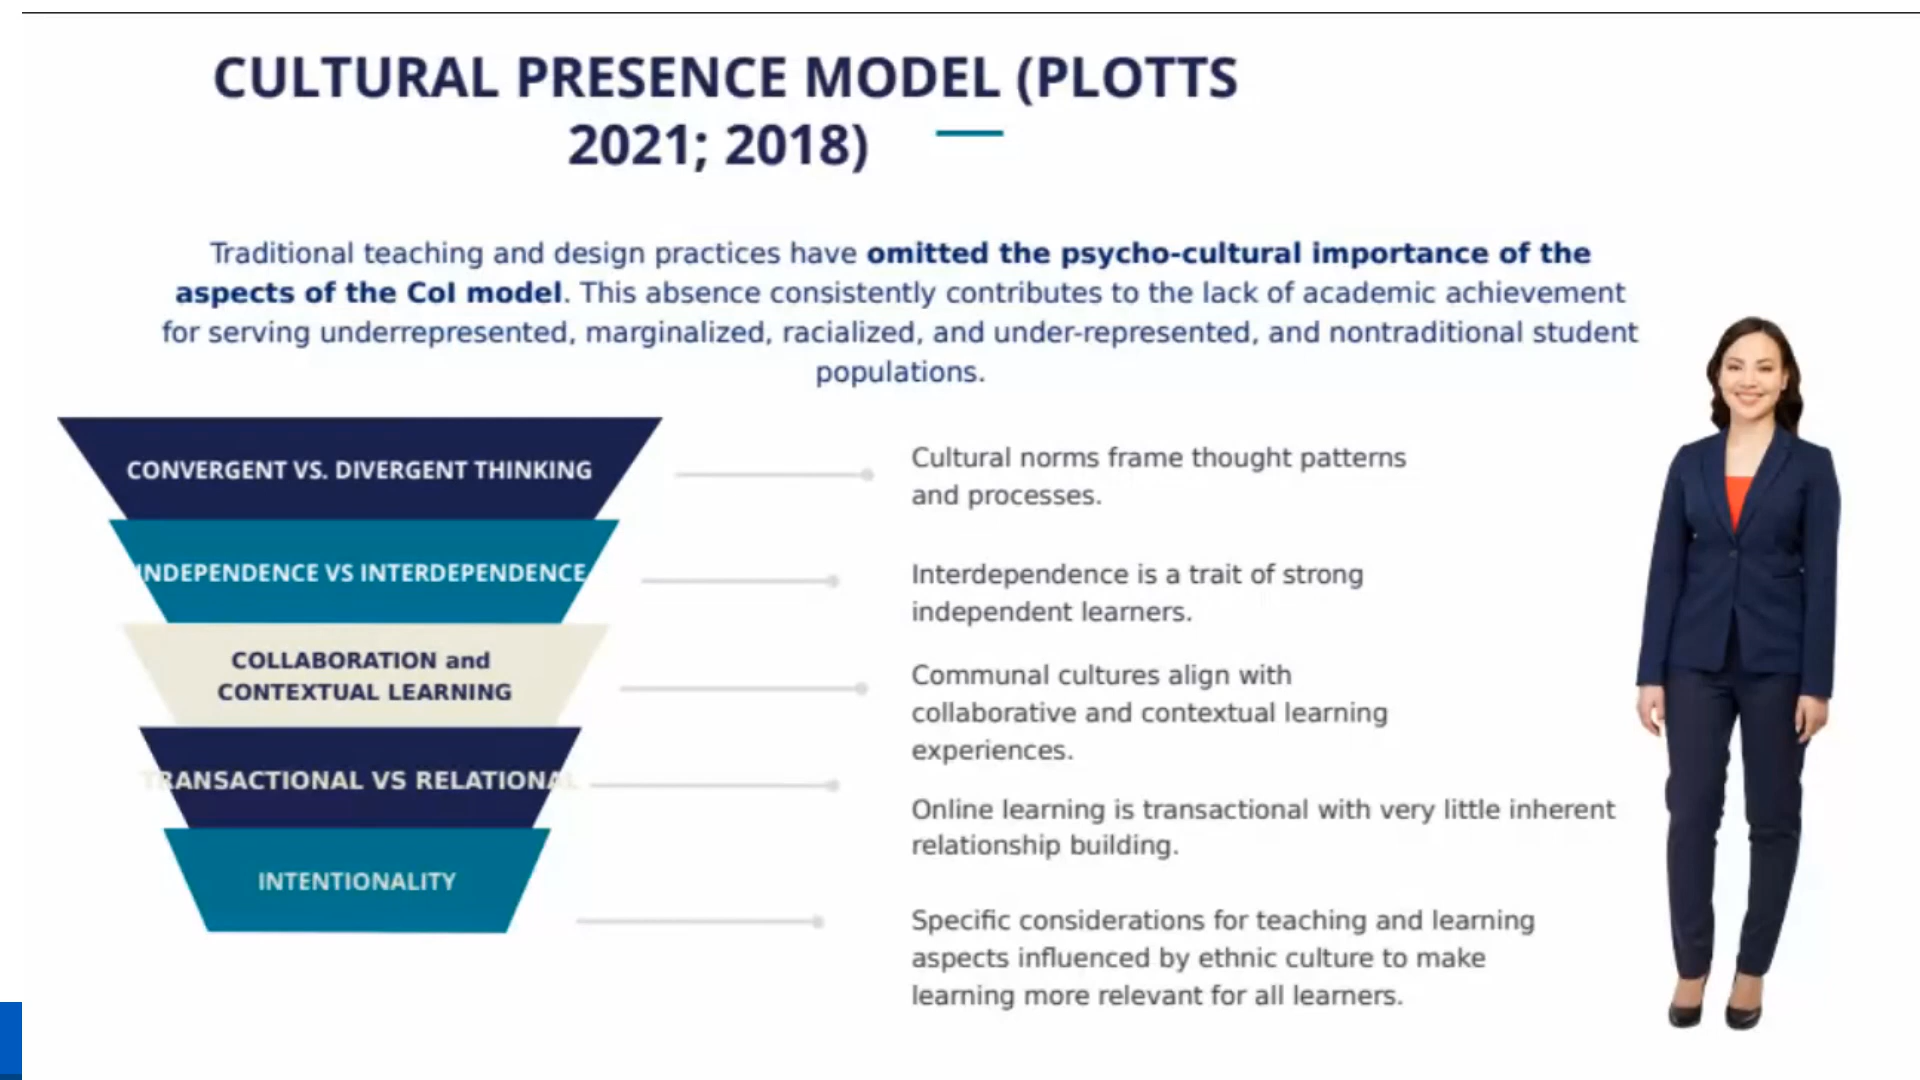 CULTURAL PRESENCE MODEL (PLOTTS
2021; 2018)
Traditional teaching and design practices have omitted the psycho-cultural importance of the
aspects of the CoI model. This absence consistently contributes to the lack of academic achievement
for serving underrepresented, marginalized, racialized, and under-represented, and nontraditional student
populations.
CONVERGENT VS. DIVERGENT THINKING
Cultural norms frame thought patterns
and processes.
INDEPENDENCE VS INTERDEPENDENCE
Interdependence is a trait of strong
independent learners.
COLLABORATION and
CONTEXTUAL LEARNING
Communal cultures align with
collaborative and contextual learning
experiences.
TRANSACTIONAL VS RELATIONAL
Online learning is transactional with very little inherent
relationship building.
INTENTIONALITY
Specific considerations for teaching and learning
aspects influenced by ethnic culture to make
learning more relevant for all learners.